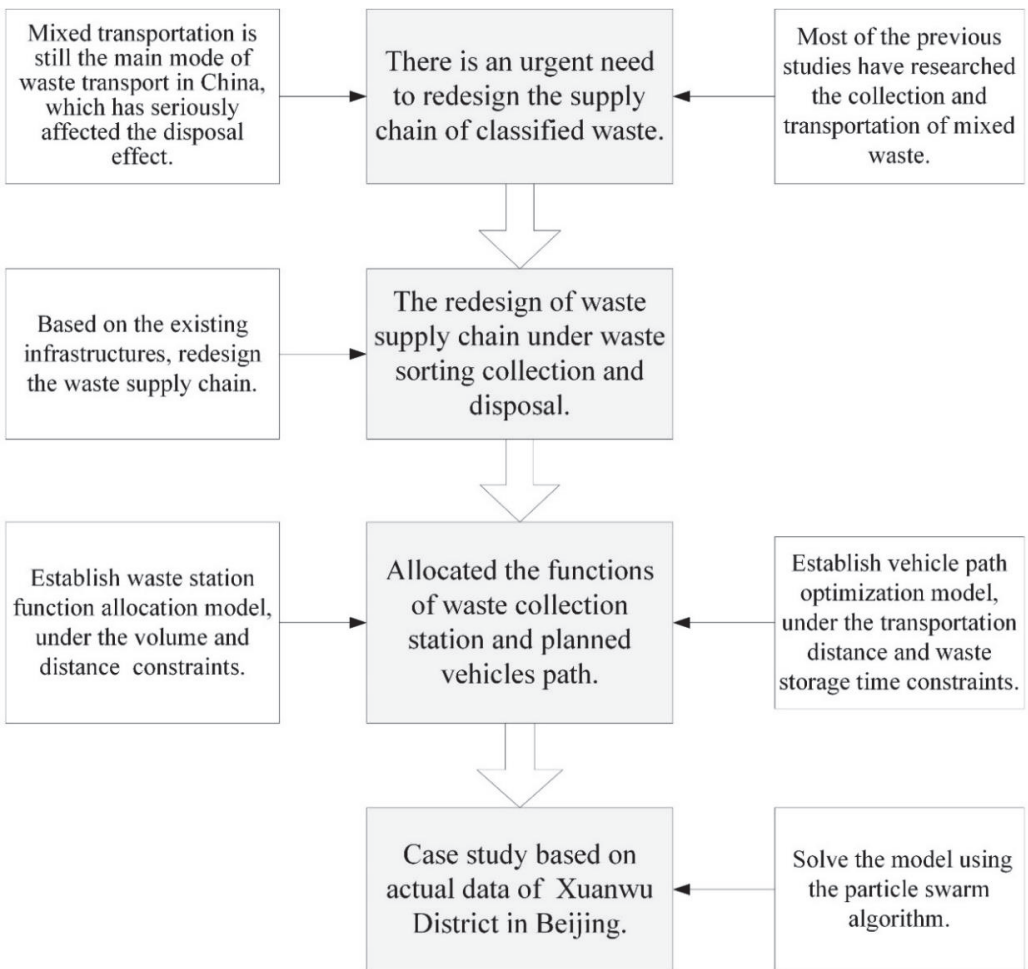 Mixed transportation is
still the main mode of
waste transport in China,
which has seriously
affected the disposal
effect.
There is an urgent need
to redesign the supply
chain of classified waste.
Most of the previous
studies have researched
the collection and
transportation of mixed
waste.
Based on the existing
infrastructures, redesign
the waste supply chain.
The redesign of waste
supply chain under waste
sorting collection and
disposal.
Establish waste station
function allocation model,
under the volume and
distance constraints.
Allocated the functions
of waste collection
station and planned
vehicles path.
Establish vehicle path
optimization model,
under the transportation
distance and waste
storage time constraints.
Case study based on
actual data of Xuanwu
District in Beijing.
Solve the model using
the particle swarm
algorithm.